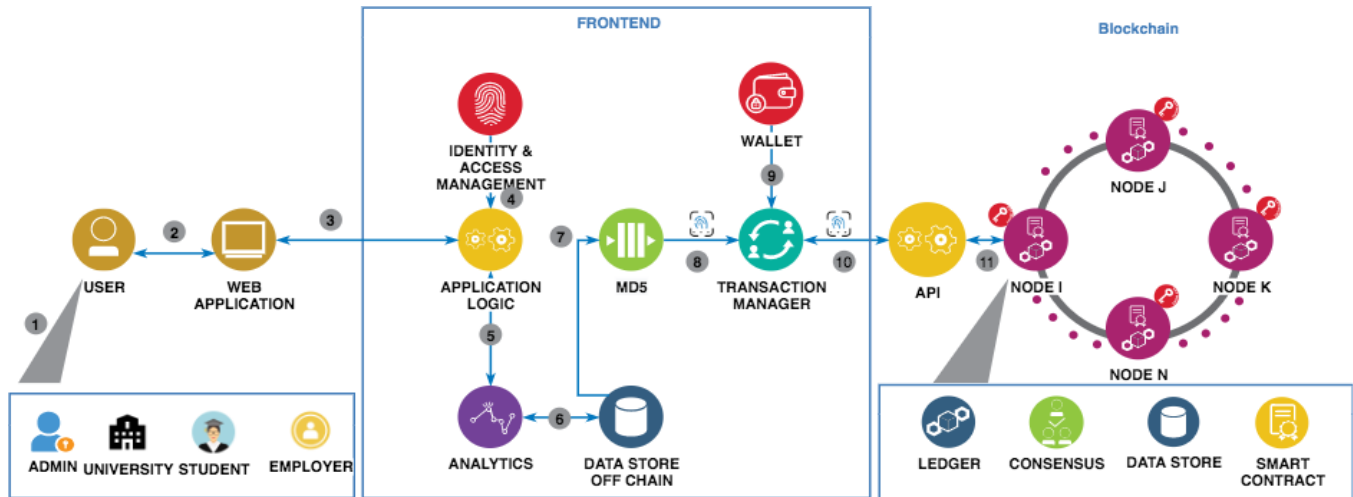 FRONTEND
Blockchain
IDENTITY &
ACCESS
MANAGEMENT
WALLET
9
4
NODE J
1
2
3
7
8
10
11
USER
WEB
APPLICATION
APPLICATION
LOGIC
MD5
TRANSACTION
MANAGER
API
NODE I
NODE K
5
NODE N
6
ADMIN
UNIVERSITY
STUDENT
EMPLOYER
ANALYTICS
DATA STORE
OFF CHAIN
LEDGER
CONSENSUS
DATA STORE
SMART
CONTRACT